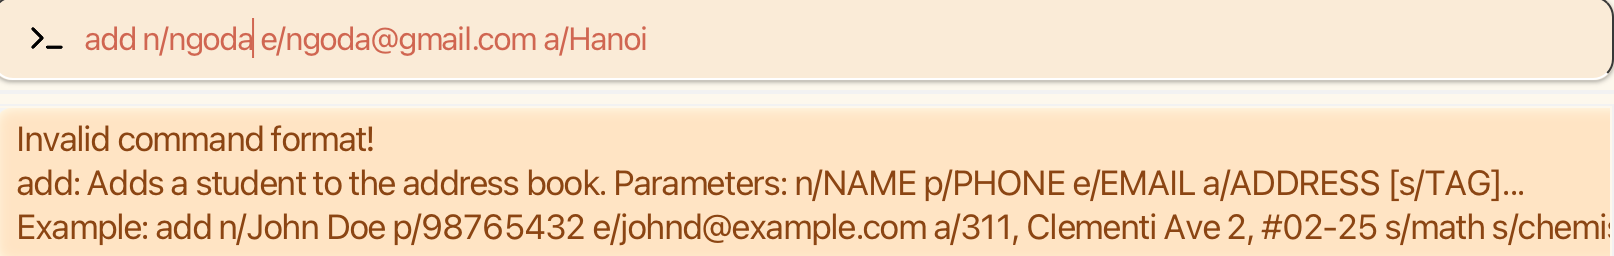 >_ add n/ngoda e/ngoda@gmail.com a/Hanoi
Invalid command format!
add: Adds a student to the address book. Parameters: n/NAME p/PHONE e/EMAIL a/ADDRESS [s/TAG]...
Example: add n/John Doe p/98765432 e/johnd@example.com a/311, Clementi Ave 2, #02-25 s/math